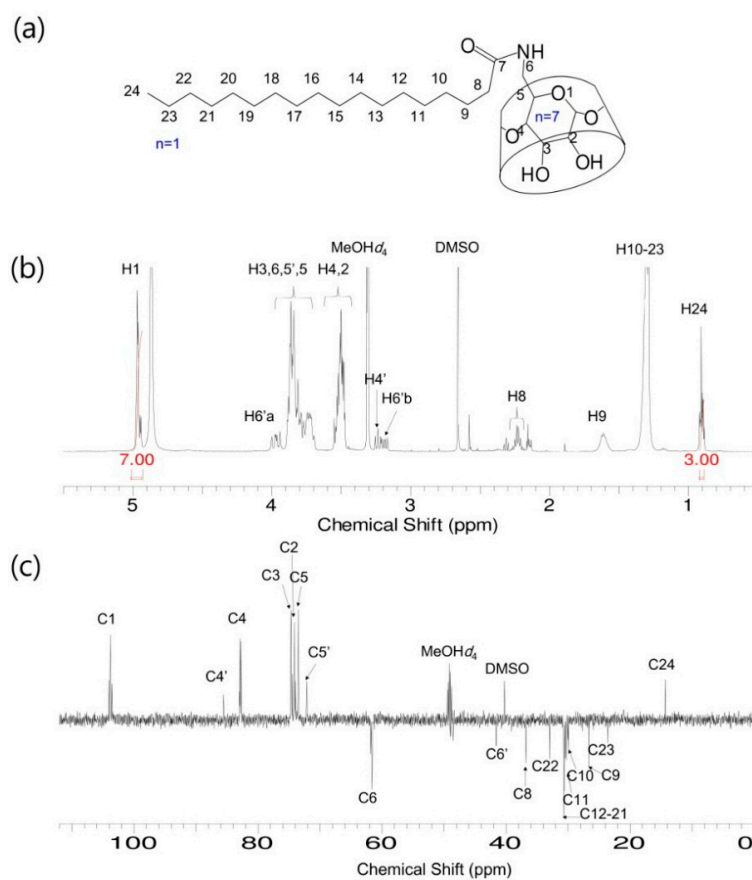 (a)
O
NH
7
6
24
22
20
18
16
14
12
10
8
23
21
19
17
15
13
11
9
n=1
5
O
1
n=7
O
4
O
3
2
HO
OH
(b)
MeOHd4
DMSO
H10-23
H1
H3,6,5',5
H4,2
H24
H4'
H6'a
H6'b
H8
H9
7.00
3.00
5
4
3
2
1
Chemical Shift (ppm)
(c)
C2
C3
C5
C1
C4
C5'
MeOHd4
DMSO
C24
C4'
C6'
C23
C22
C10
C9
C6
C8
C11
C12-21
100
80
60
40
20
0
Chemical Shift (ppm)